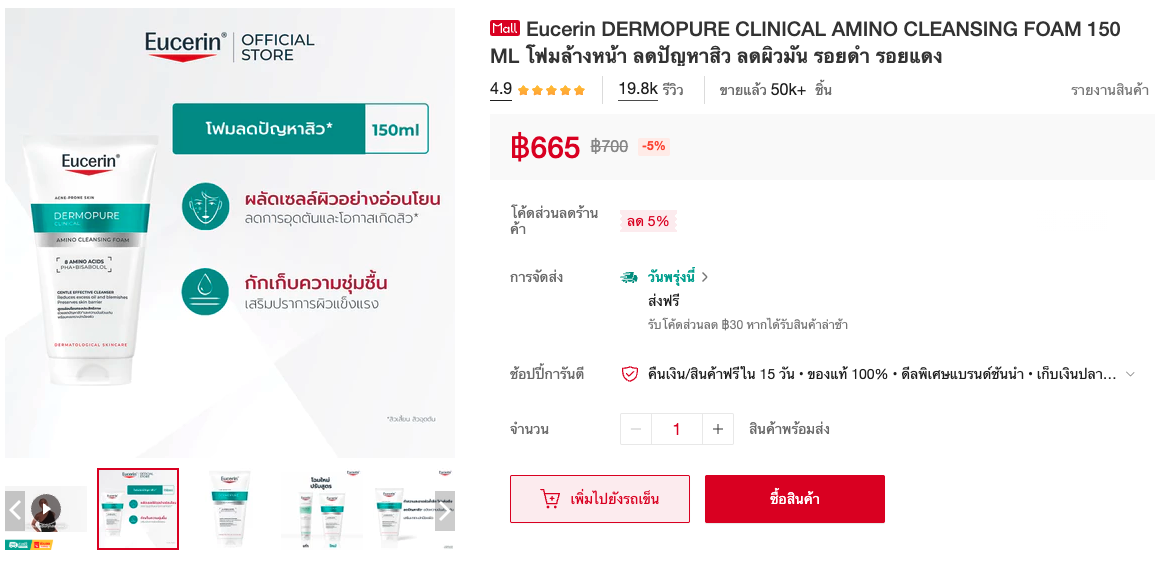 Eucerin® OFFICIAL
STORE
โฟมลดปัญหาสิว* 150ml
ผลัดเซลล์ผิวอย่างอ่อนโยน
ลดการอุดตันและโอกาสเกิดสิว*
กักเก็บความชุ่มชื้น
เสริมปราการผิวแข็งแรง
Eucerin®
ACNE-PRONE SKIN
DERMOPURE
CLINICAL
AMINO CLEANSING FOAM
8 AMINO ACIDS
PHA+BISABOLOL
GENTLE EFFECTIVE CLEANSER
Reduces excess oil and blemishes
Preserves skin barrier
DERMATOLOGICAL SKINCARE
*สิวเสี้ยน สิวอุดตัน
โฉมใหม่
ปรับสูตร
Mall Eucerin DERMOPURE CLINICAL AMINO CLEANSING FOAM 150
ML โฟมล้างหน้า ลดปัญหาสิว ลดผิวมัน รอยดำ รอยแดง
4.9 19.8k รีวิว ขายแล้ว 50k+ ชิ้น รายงานสินค้า
฿665 ฿700 -5%
โค้ดส่วนลดร้าน
ค้า
ลด 5%
การจัดส่ง วันพรุ่งนี้
ส่งฟรี
รับโค้ดส่วนลด ฿30 หากได้รับสินค้าล่าช้า
ช้อปปี้การันตี คืนเงิน/สินค้าฟรีใน 15 วัน • ของแท้ 100% • ดีลพิเศษแบรนด์ชั้นนำ • เก็บเงินปลา...
จำนวน 1 สินค้าพร้อมส่ง
เพิ่มไปยังรถเข็น ซื้อสินค้า